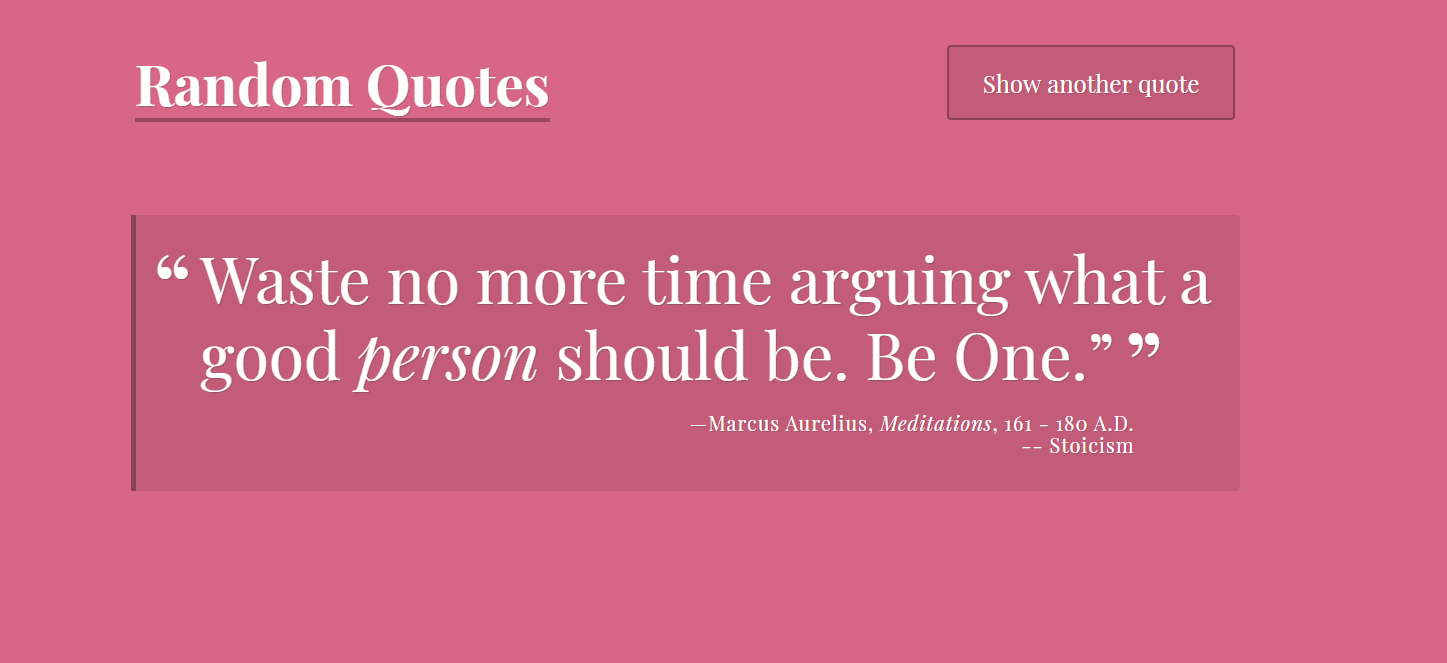 Random Quotes
Show another quote
“ Waste no more time arguing what a
good person should be. Be One.” ”
—Marcus Aurelius, Meditations, 161 - 180 A.D.
-- Stoicism